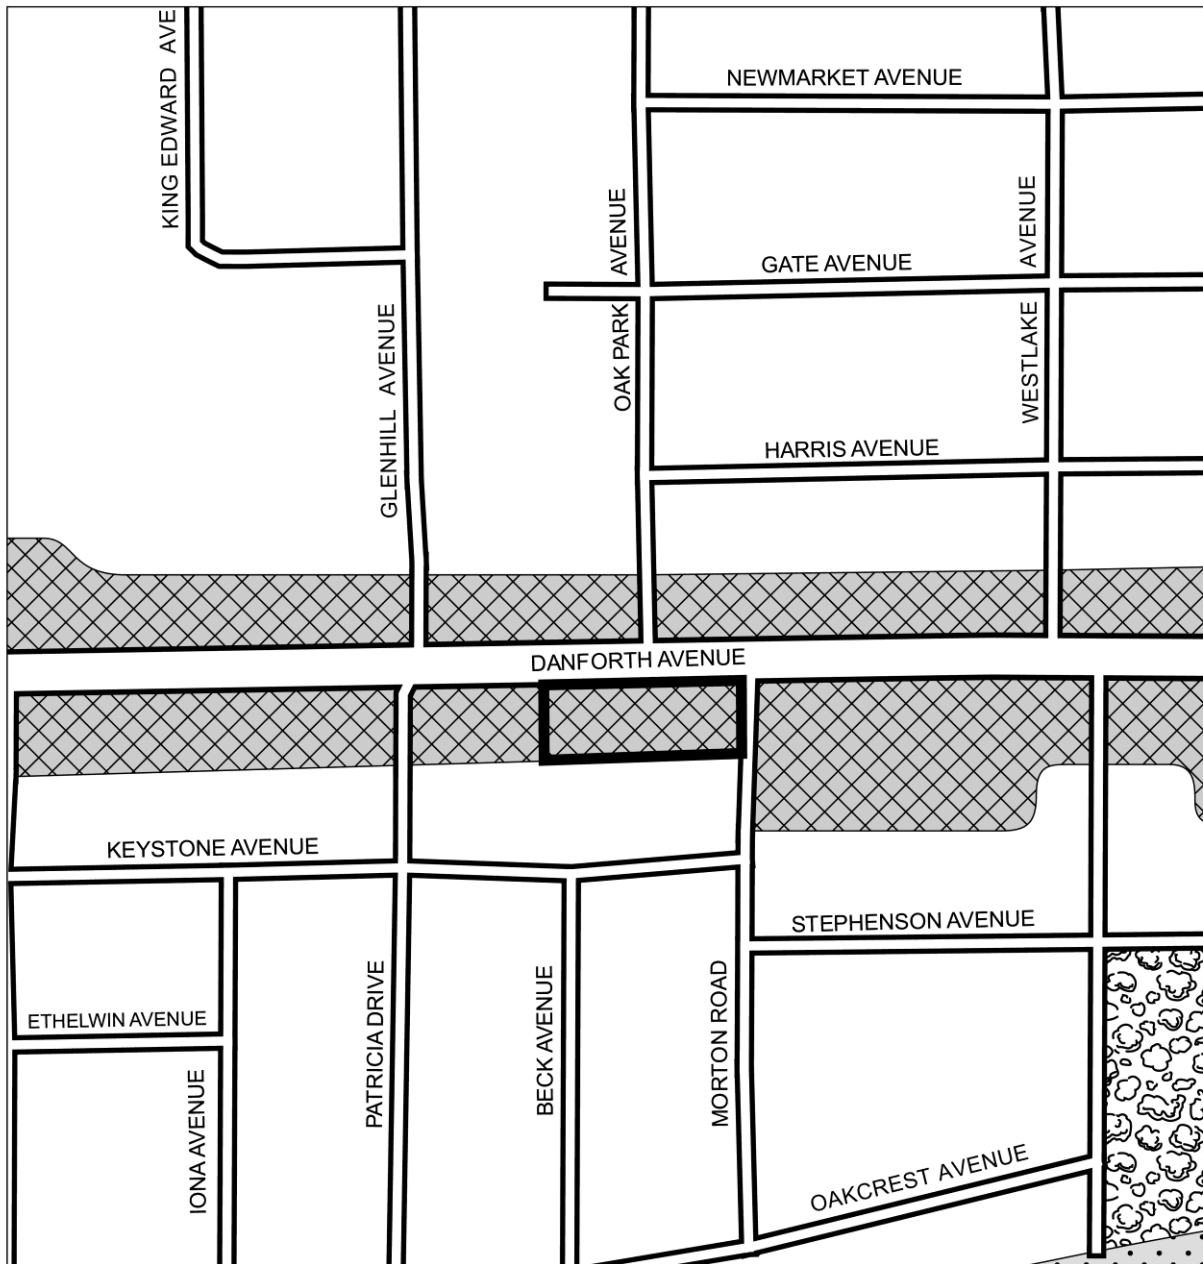 KING EDWARD AVE
NEWMARKET AVENUE
OAK PARK AVENUE
WESTLAKE AVENUE
GATE AVENUE
GLENHILL AVENUE
HARRIS AVENUE
DANFORTH AVENUE
KEYSTONE AVENUE
STEPHENSON AVENUE
ETHELWIN AVENUE
IONA AVENUE
PATRICIA DRIVE
BECK AVENUE
MORTON ROAD
OAKCREST AVENUE